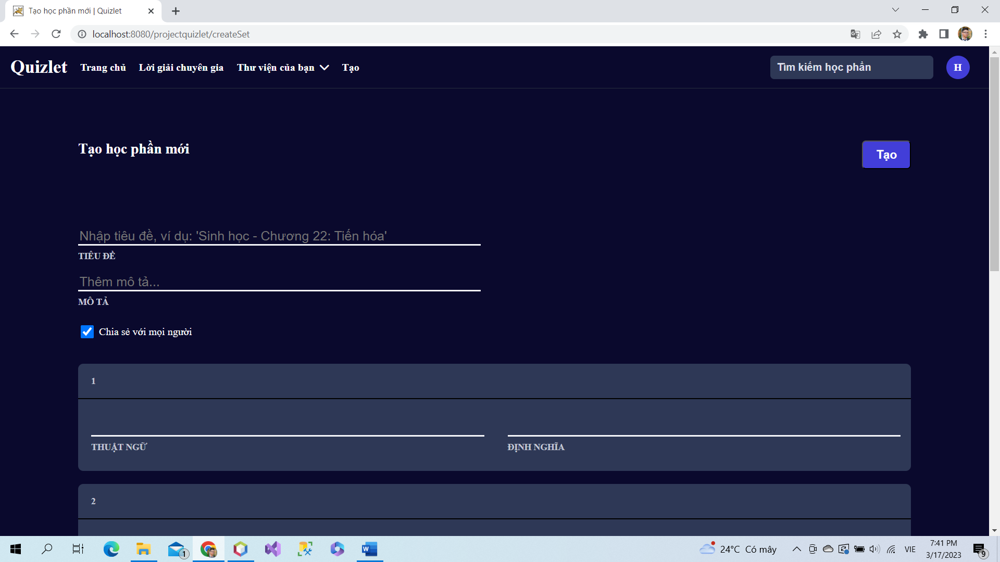 Tạo học phần mới | Quizlet
localhost:8080/projectquizlet/createSet
Quizlet Trang chủ Lời giải chuyên gia Thư viện của bạn Tạo Tìm kiếm học phần H
Tạo học phần mới Tạo
Nhập tiêu đề, ví dụ: 'Sinh học - Chương 22: Tiến hóa'
TIÊU ĐỀ
Thêm mô tả...
MÔ TẢ
Chia sẻ với mọi người
1
THUẬT NGỮ ĐỊNH NGHĨA
2
1 W 24°C Có mây VIE 7:41 PM
3/17/2023 9